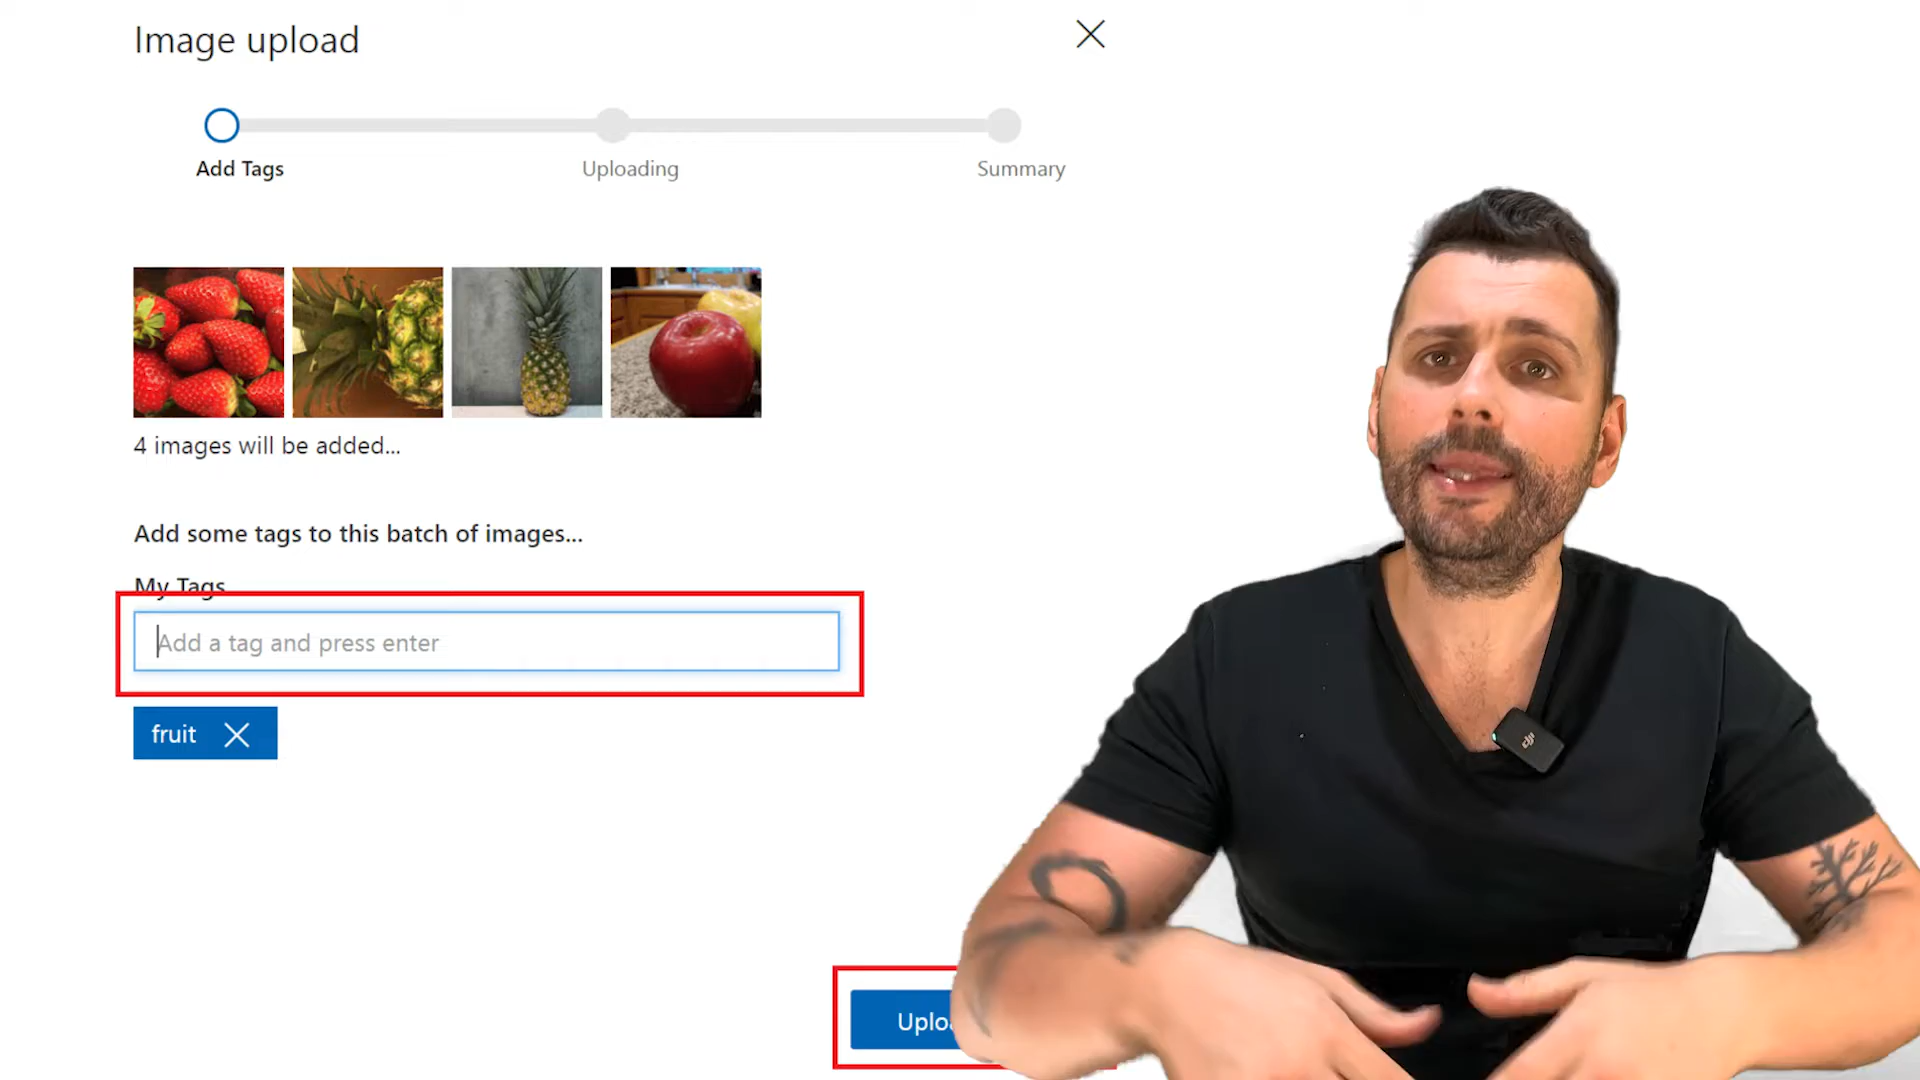 Image upload
Add Tags
Uploading
Summary
4 images will be added...
Add some tags to this batch of images...
My Tags
Add a tag and press enter
fruit
dji